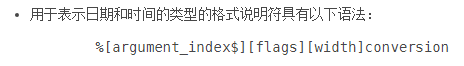 • 用于表示日期和时间的类型的格式说明符具有以下语法：
%[argument_index$][flags][width]conversion